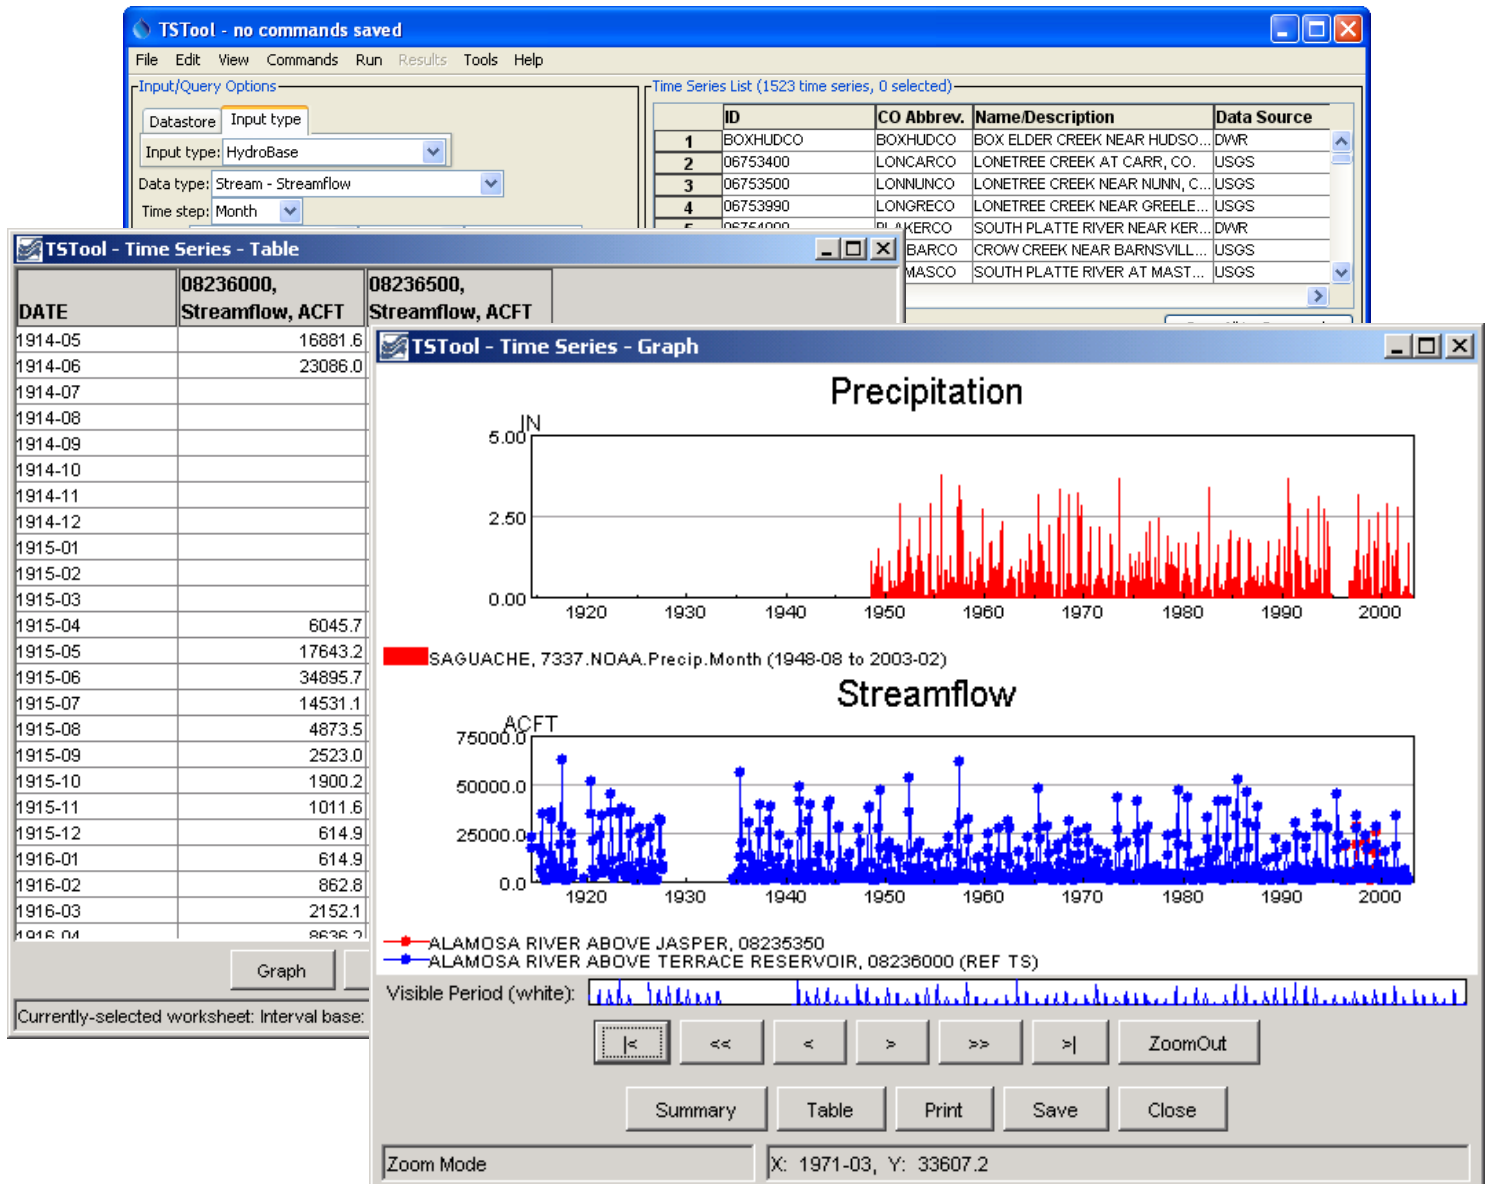 TSTool - no commands saved
File Edit View Commands Run Results Tools Help
Input/Query Options
Datastore Input type
Input type: HydroBase
Data type: Stream - Streamflow
Time step: Month
Time Series List (1523 time series, 0 selected)
ID CO Abbrev. Name/Description Data Source
1 BOXHUDCO BOXHUDCO BOX ELDER CREEK NEAR HUDSO... DWR
2 06753400 LONCARCO LONETREE CREEK AT CARR, CO. USGS
3 06753500 LONNUNCO LONETREE CREEK NEAR NUNN, C... USGS
4 06753990 LONGRECO LONETREE CREEK NEAR GREELE... USGS
5 06754000 PLAKERCO SOUTH PLATTE RIVER NEAR KER... DWR
BARCO CROW CREEK NEAR BARNSVILL... USGS
MASCO SOUTH PLATTE RIVER AT MAST... USGS
TSTool - Time Series - Table
DATE 08236000, Streamflow, ACFT 08236500, Streamflow, ACFT
1914-05 16881.6
1914-06 23086.0
1914-07
1914-08
1914-09
1914-10
1914-11
1914-12
1915-01
1915-02
1915-03
1915-04 6045.7
1915-05 17643.2
1915-06 34895.7
1915-07 14531.1
1915-08 4873.5
1915-09 2523.0
1915-10 1900.2
1915-11 1011.6
1915-12 614.9
1916-01 614.9
1916-02 862.8
1916-03 2152.1
1916-04 8636.2
Graph
Currently-selected worksheet: Interval base:
TSTool - Time Series - Graph
Precipitation
IN
5.00
2.50
0.00
1920 1930 1940 1950 1960 1970 1980 1990 2000
SAGUACHE, 7337.NOAA.Precip.Month (1948-08 to 2003-02)
Streamflow
ACFT
75000.0
50000.0
25000.0
0.0
1920 1930 1940 1950 1960 1970 1980 1990 2000
ALAMOSA RIVER ABOVE JASPER, 08235350
ALAMOSA RIVER ABOVE TERRACE RESERVOIR, 08236000 (REF TS)
Visible Period (white):
|< << < > >> >| ZoomOut
Summary Table Print Save Close
Zoom Mode X: 1971-03, Y: 33607.2